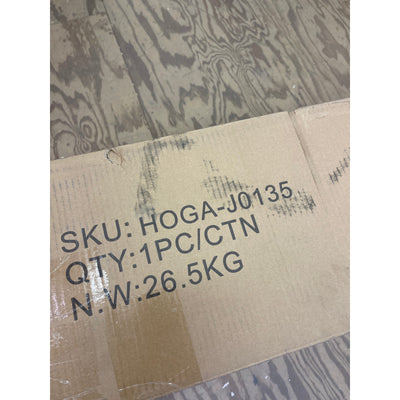 SKU: HOGA-J0135
QTY:1PC/CTN
N.W:26.5KG